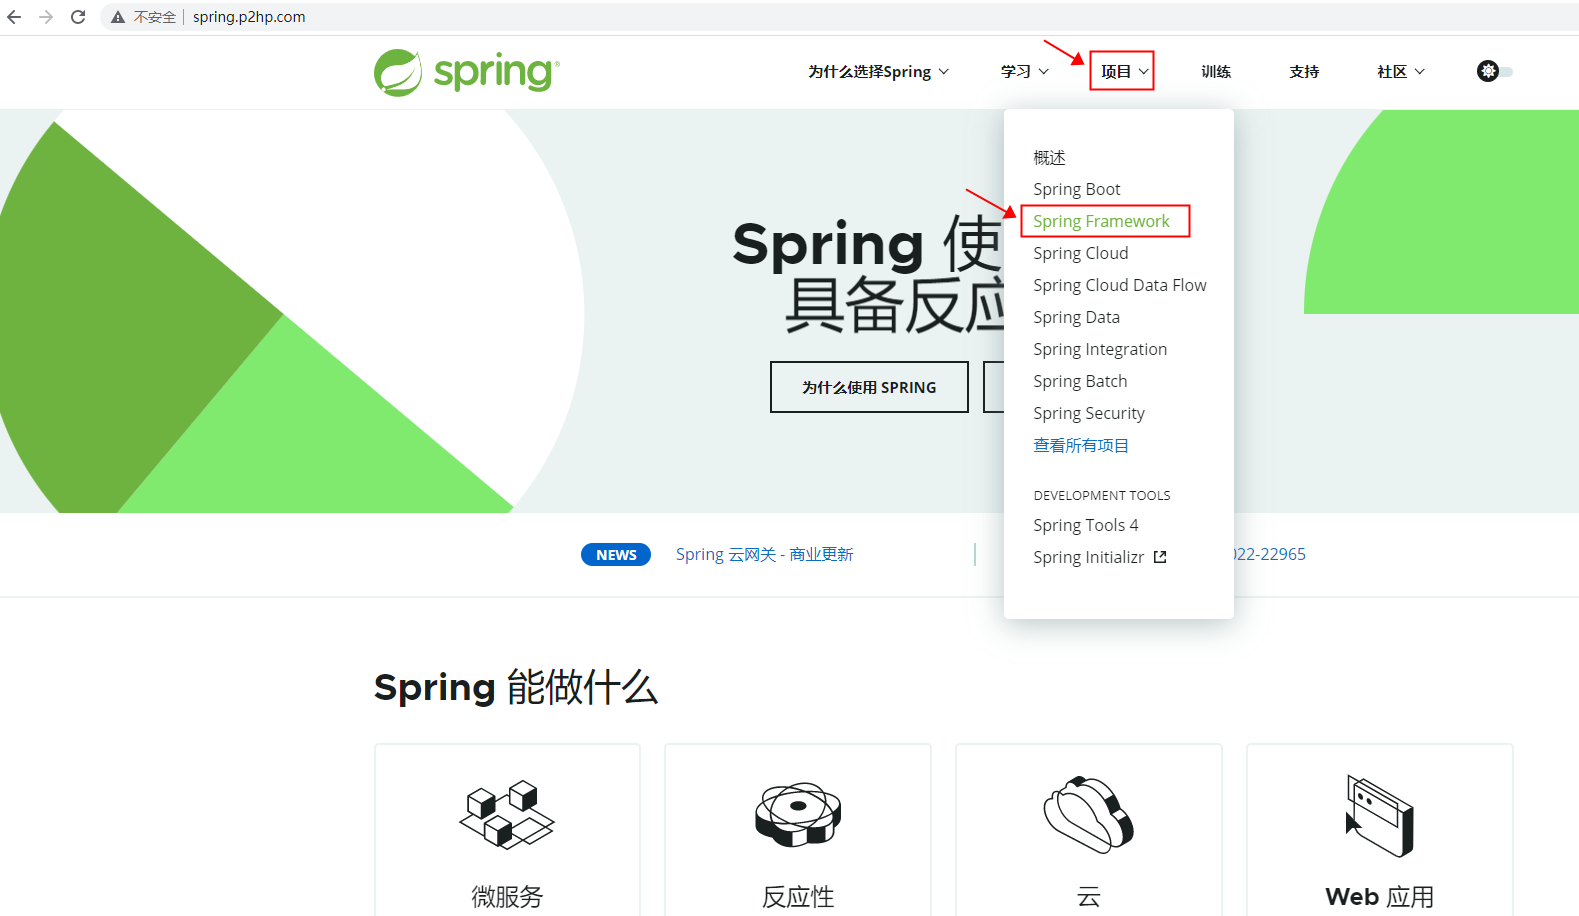 不安全 spring.p2hp.com
spring®
为什么选择Spring 学习 项目 训练 支持 社区
概述
Spring Boot
Spring Framework
Spring Cloud
Spring Cloud Data Flow
Spring Data
Spring Integration
Spring Batch
Spring Security
查看所有项目
DEVELOPMENT TOOLS
Spring Tools 4
Spring Initializr
Spring 使
具备反应
为什么使用 SPRING
NEWS Spring 云网关 - 商业更新 022-22965
Spring 能做什么
微服务 反应性 云 Web 应用